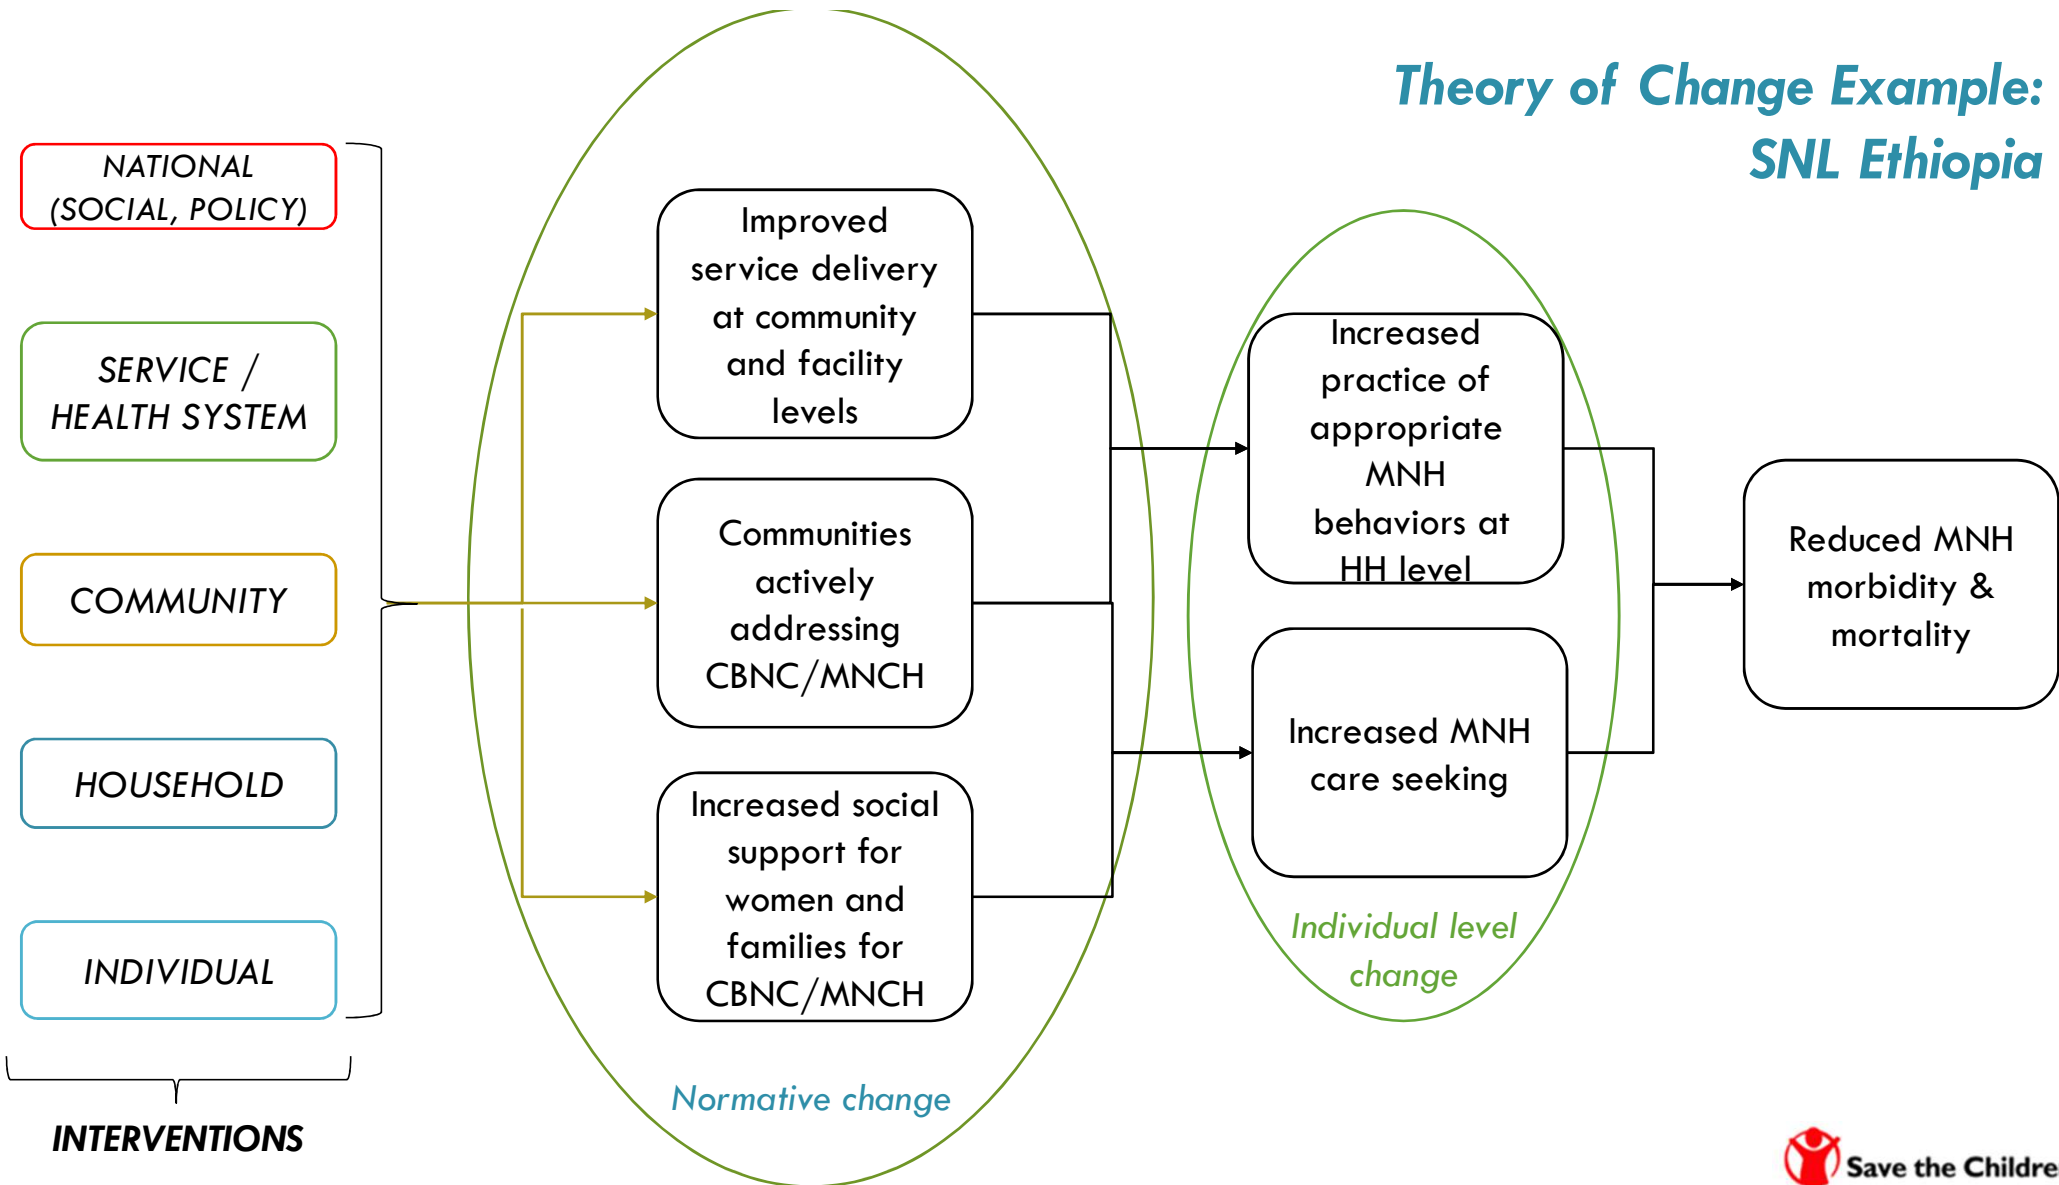 Theory of Change Example:
SNL Ethiopia
NATIONAL
(SOCIAL, POLICY)
SERVICE /
HEALTH SYSTEM
COMMUNITY
HOUSEHOLD
INDIVIDUAL
INTERVENTIONS
Improved
service delivery
at community
and facility
levels
Communities
actively
addressing
CBNC/MNCH
Increased social
support for
women and
families for
CBNC/MNCH
Normative change
Increased
practice of
appropriate
MNH
behaviors at
HH level
Increased MNH
care seeking
Individual level
change
Reduced MNH
morbidity &
mortality
Save the Childre